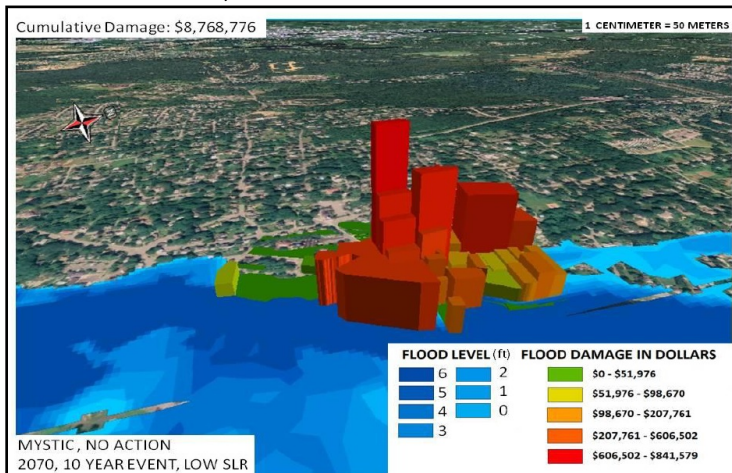 Cumulative Damage: $8,768,776
1 CENTIMETER = 50 METERS
FLOOD LEVEL (ft)
6
5
4
3
2
1
0
FLOOD DAMAGE IN DOLLARS
$0 - $51,976
$51,976 - $98,670
$98,670 - $207,761
$207,761 - $606,502
$606,502 - $841,579
MYSTIC, NO ACTION
2070, 10 YEAR EVENT, LOW SLR